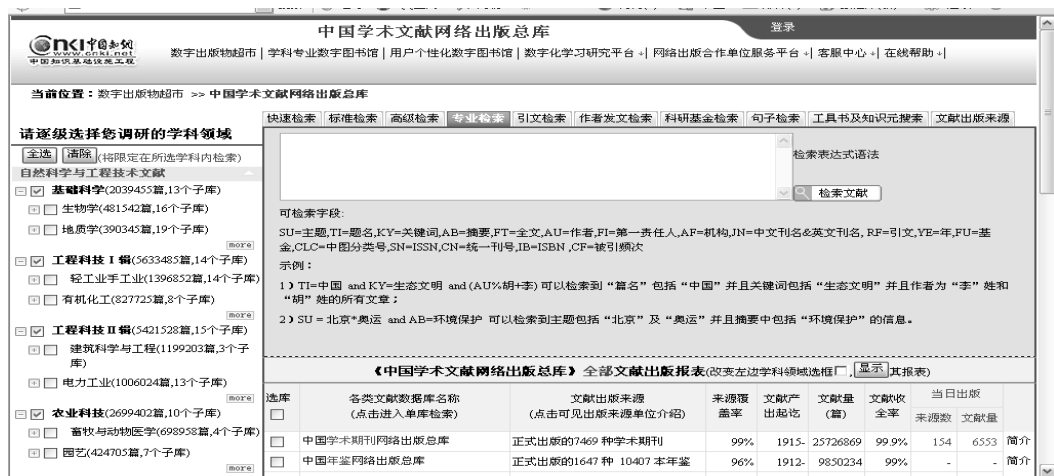 中国学术文献网络出版总库
登录
cnki中国知网
www.cnki.net
中国知识基础设施工程
数字出版物超市 | 学科专业数字图书馆 | 用户个性化数字图书馆 | 数字化学习研究平台 | 网络出版合作单位服务平台 | 客服中心 | 在线帮助 |
当前位置：数字出版物超市 >> 中国学术文献网络出版总库
快速检索 标准检索 高级检索 专业检索 引文检索 作者发文检索 科研基金检索 句子检索 工具书及知识元搜索 文献出版来源
请逐级选择您调研的学科领域
全选 清除 (将限定在所选学科内检索)
自然科学与工程技术文献
基础科学(2039455篇,13个子库)
生物学(481542篇,16个子库)
地质学(390345篇,19个子库)
more
工程科技 I 辑(5633485篇,14个子库)
轻工业手工业(1396852篇,14个子库)
有机化工(827725篇,8个子库)
more
工程科技 II 辑(5421528篇,15个子库)
建筑科学与工程(1199203篇,3个子
库)
电力工业(1006024篇,13个子库)
more
农业科技(2699402篇,10个子库)
畜牧与动物医学(698958篇,4个子库)
园艺(424705篇,7个子库)
more
检索表达式语法
检索文献
可检索字段:
SU=主题,TI=题名,KY=关键词,AB=摘要,FT=全文,AU=作者,FI=第一责任人,AF=机构,JN=中文刊名&英文刊名, RF=引文,YE=年,FU=基
金,CLC=中图分类号,SN=ISSN,CN=统一刊号,IB=ISBN ,CF=被引频次
示例：
1）TI=中国 and KY=生态文明 and (AU%胡+李) 可以检索到“篇名”包括“中国”并且关键词包括“生态文明”并且作者为“李”姓和
“胡”姓的所有文章；
2）SU = 北京*奥运 and AB=环境保护 可以检索到主题包括“北京”及“奥运”并且摘要中包括“环境保护”的信息。
《中国学术文献网络出版总库》全部文献出版报表(改变左边学科领域选框 , 显示 其报表)
选库 各类文献数据库名称 文献出版来源 来源覆 文献产 文献量 文献收 当日出版
(点击进入单库检索) (点击可见出版来源单位介绍) 盖率 出起讫 (篇) 全率 来源数 文献量
中国学术期刊网络出版总库 正式出版的7469 种学术期刊 99% 1915- 25726869 99.9% 154 6553 简介
中国年鉴网络出版总库 正式出版的1647 种 10407 本年鉴 96% 1912- 9850234 99% - - 简介